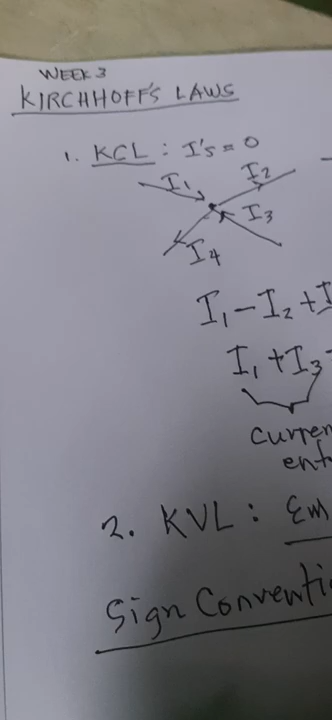 WEEK 3
KIRCHHOFF'S LAWS
1. KCL : I's = 0
I₁
I₂
I₃
I₄
I₁ - I₂ + I
I₁ + I₃
Curren
ent
2. KVL : Em
Sign Conventi